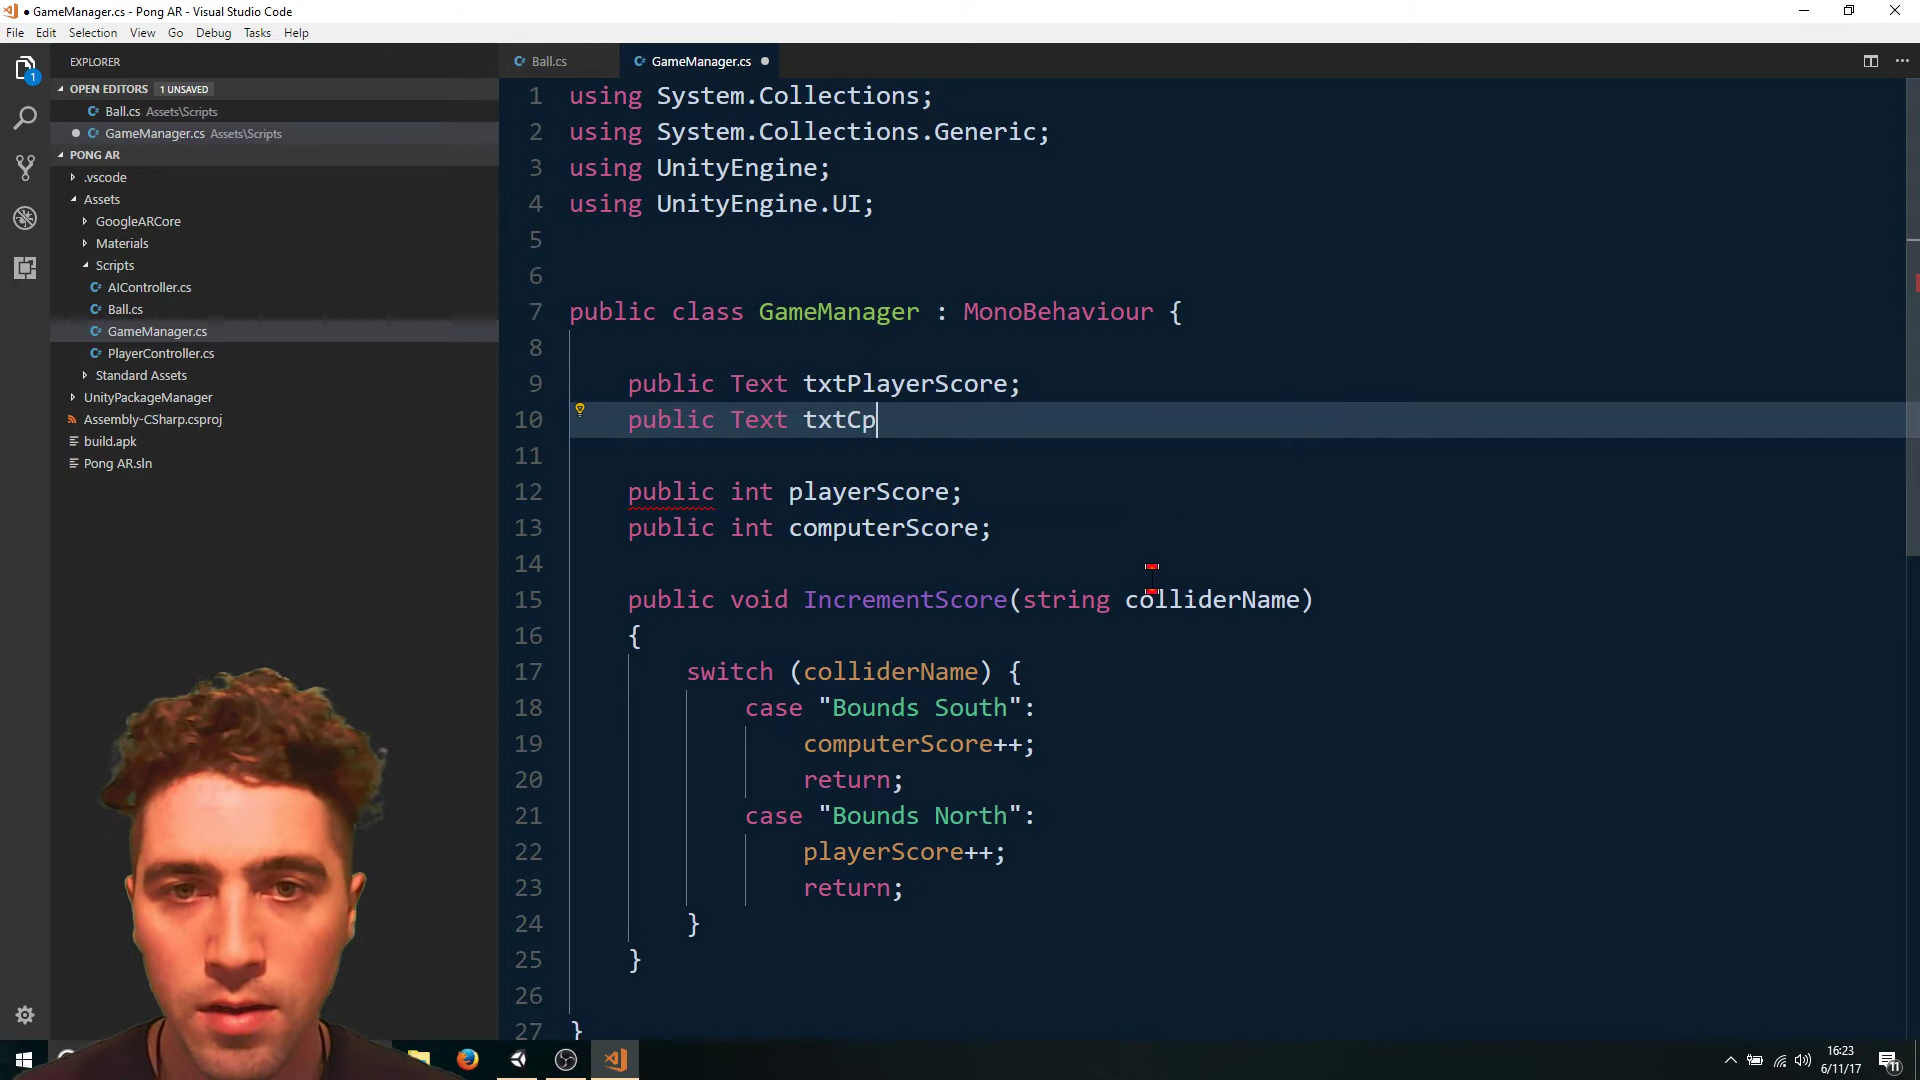 GameManager.cs - Pong AR - Visual Studio Code
File Edit Selection View Go Debug Tasks Help
EXPLORER
OPEN EDITORS 1 UNSAVED
Ball.cs Assets\Scripts
GameManager.cs Assets\Scripts
PONG AR
.vscode
Assets
GoogleARCore
Materials
Scripts
AIController.cs
Ball.cs
GameManager.cs
PlayerController.cs
Standard Assets
UnityPackageManager
Assembly-CSharp.csproj
build.apk
Pong AR.sln
1
Ball.cs GameManager.cs
1 using System.Collections;
2 using System.Collections.Generic;
3 using UnityEngine;
4 using UnityEngine.UI;
5
6
7 public class GameManager : MonoBehaviour {
8
9 public Text txtPlayerScore;
10 public Text txtCp
11
12 public int playerScore;
13 public int computerScore;
14
15 public void IncrementScore(string colliderName)
16 {
17 switch (colliderName) {
18 case "Bounds South":
19 computerScore++;
20 return;
21 case "Bounds North":
22 playerScore++;
23 return;
24 }
25 }
26
27 }
16:23
6/11/17
11